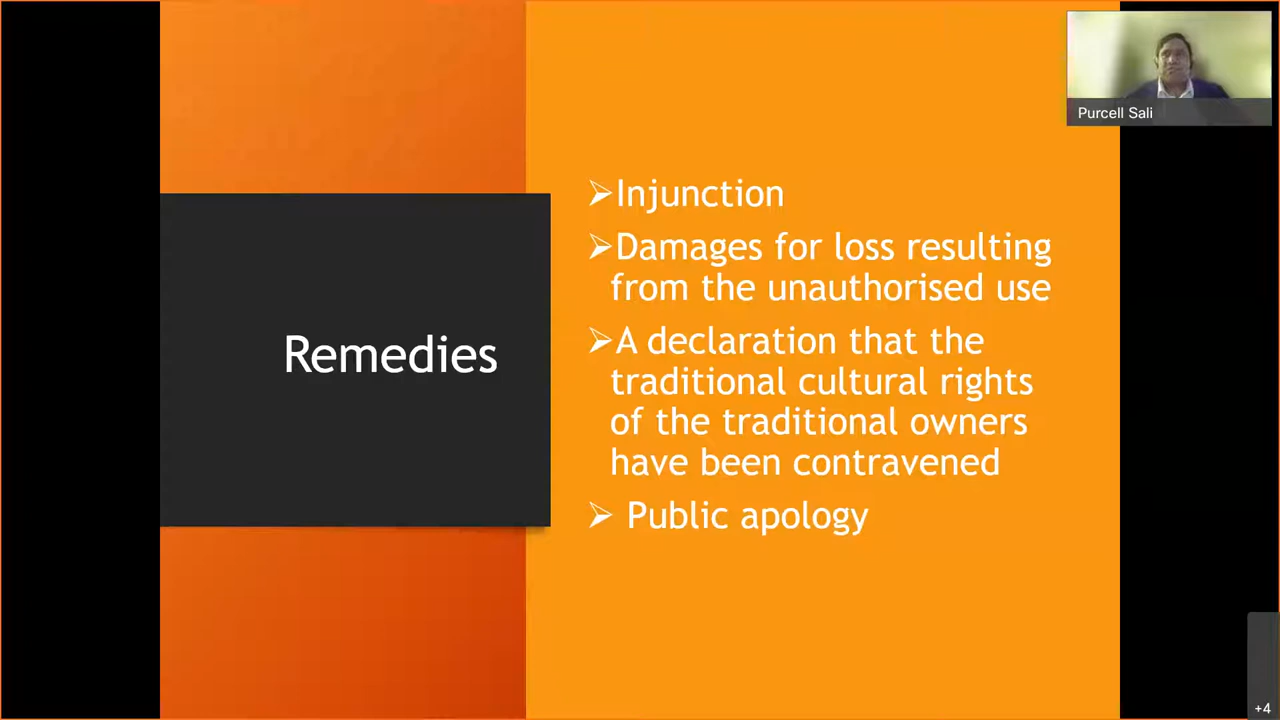 Purcell Sali
Remedies
➢Injunction
➢Damages for loss resulting
from the unauthorised use
➢A declaration that the
traditional cultural rights
of the traditional owners
have been contravened
➢ Public apology
+4